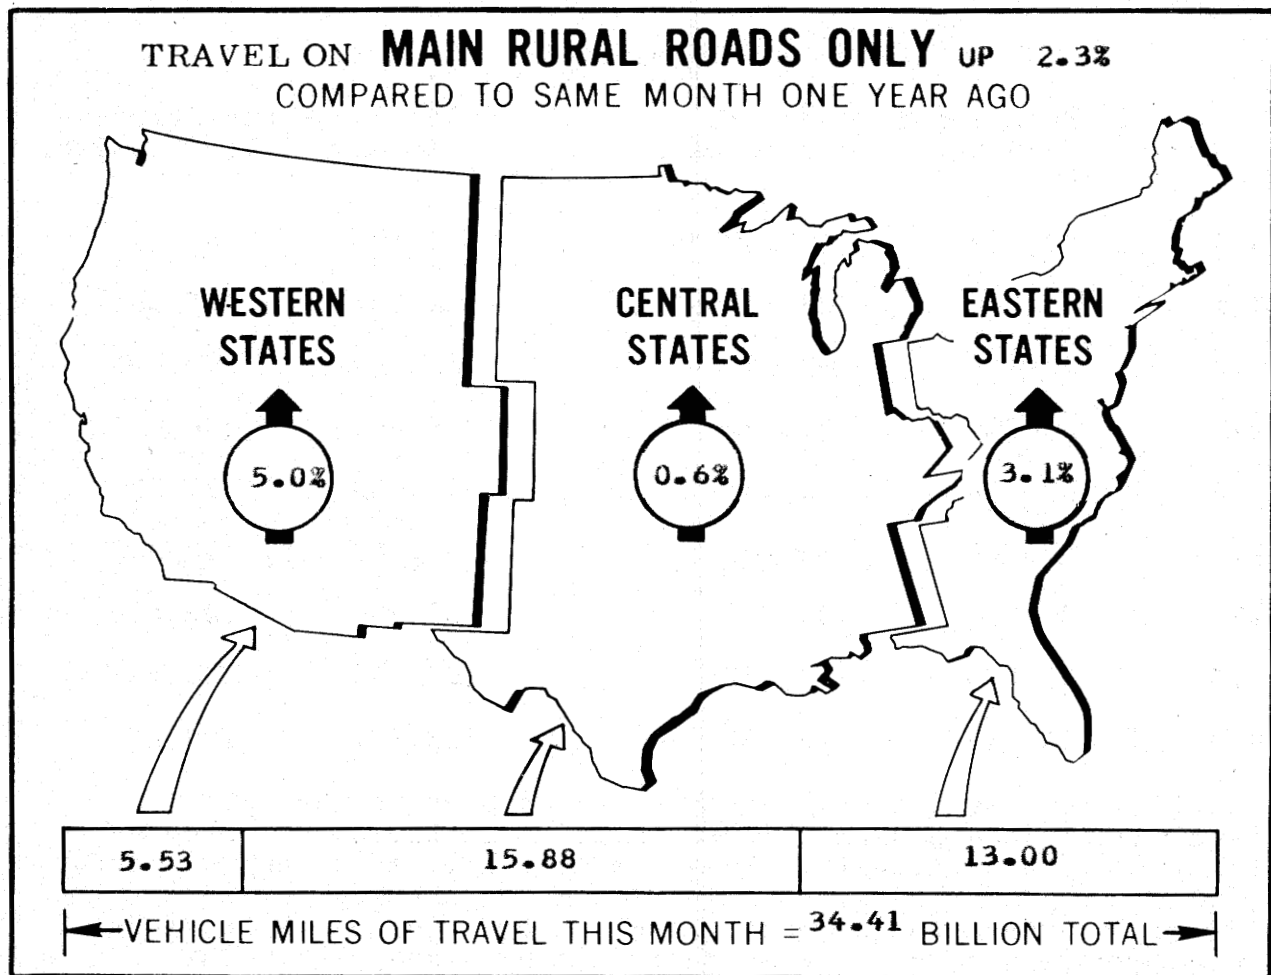 TRAVEL ON MAIN RURAL ROADS ONLY UP 2.3%
COMPARED TO SAME MONTH ONE YEAR AGO
WESTERN
STATES
5.0%
CENTRAL
STATES
0.6%
EASTERN
STATES
3.1%
5.53 15.88 13.00
VEHICLE MILES OF TRAVEL THIS MONTH = 34.41 BILLION TOTAL